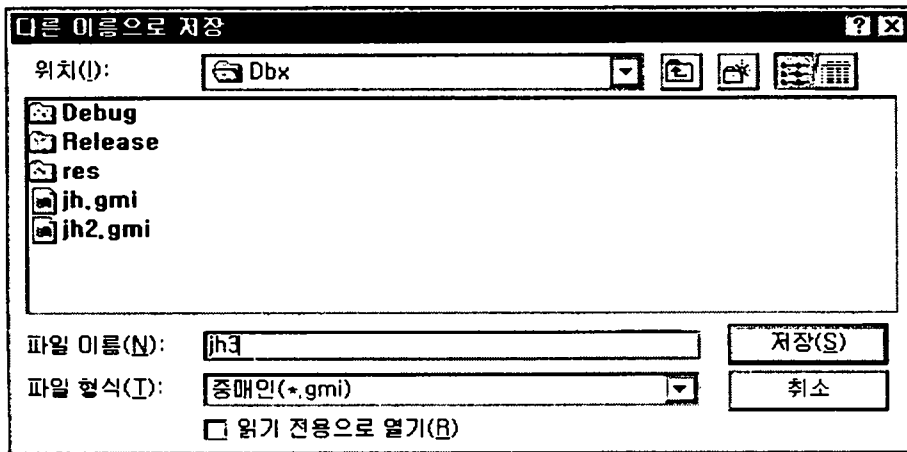 다른 이름으로 저장
위치(I): Dbx
Debug
Release
res
jh.gmi
jh2.gmi
파일 이름(N): jh3 저장(S)
파일 형식(T): 중매인(*.gmi) 취소
읽기 전용으로 열기(R)